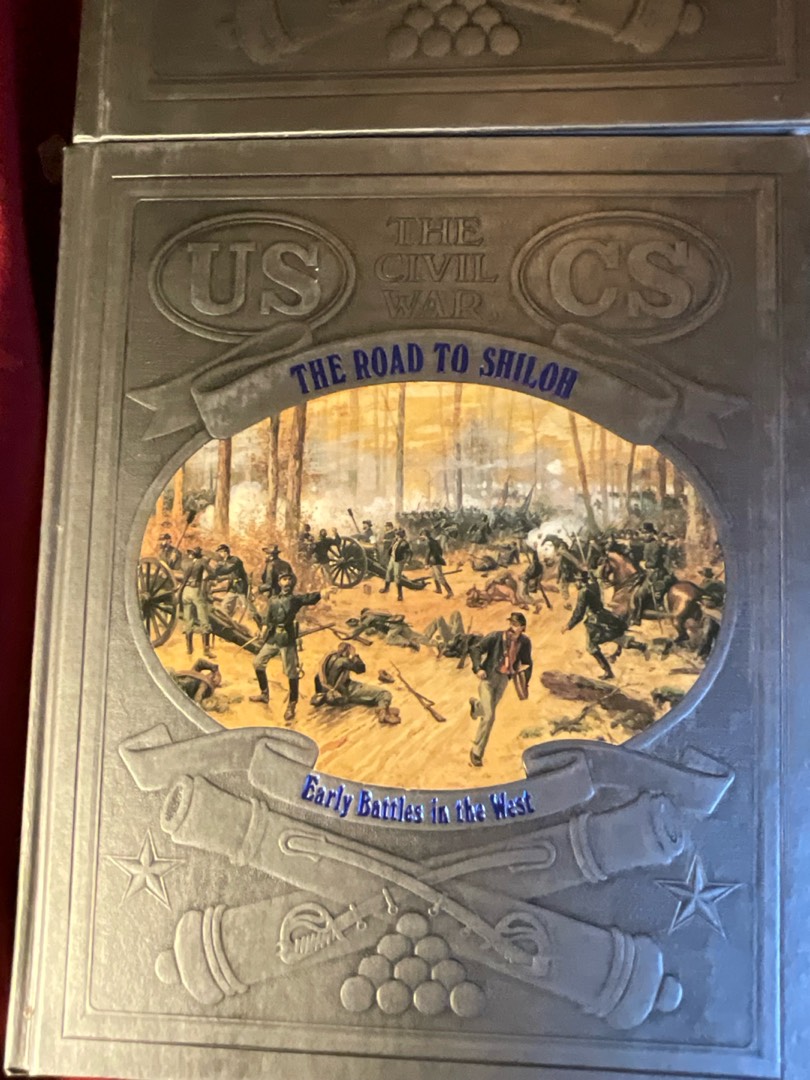 US
THE
CIVIL
WAR
CS
THE ROAD TO SHILOH
Early Battles in the West